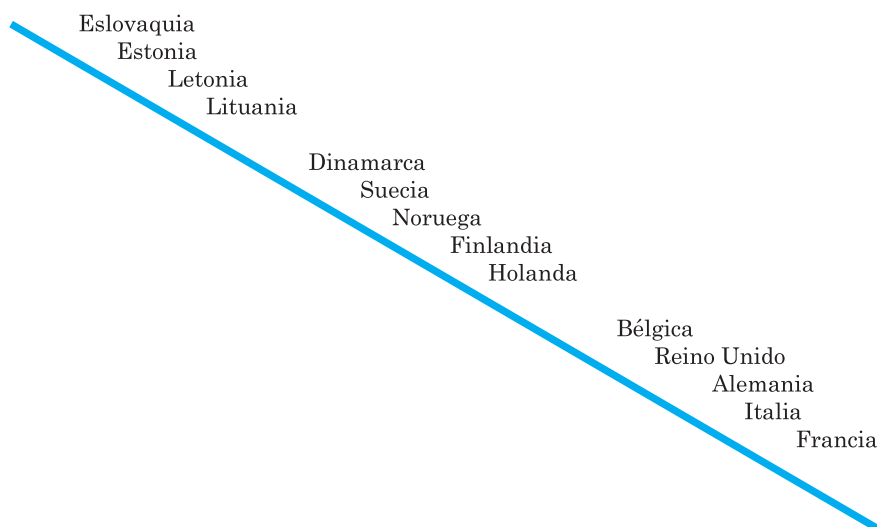 Eslovaquia
Estonia
Letonia
Lituania
Dinamarca
Suecia
Noruega
Finlandia
Holanda
Bélgica
Reino Unido
Alemania
Italia
Francia